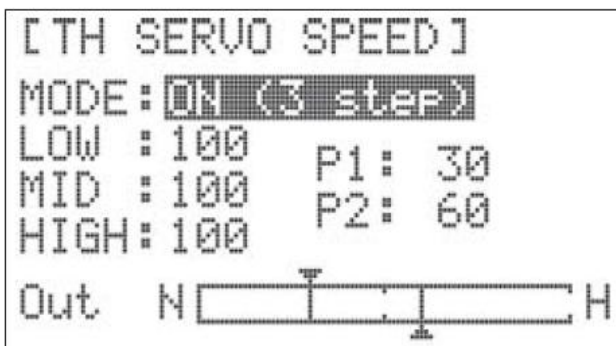 [TH SERVO SPEED]
MODE:ON (3 step)
LOW :100
MID :100
HIGH:100
P1: 30
P2: 60
Out N H